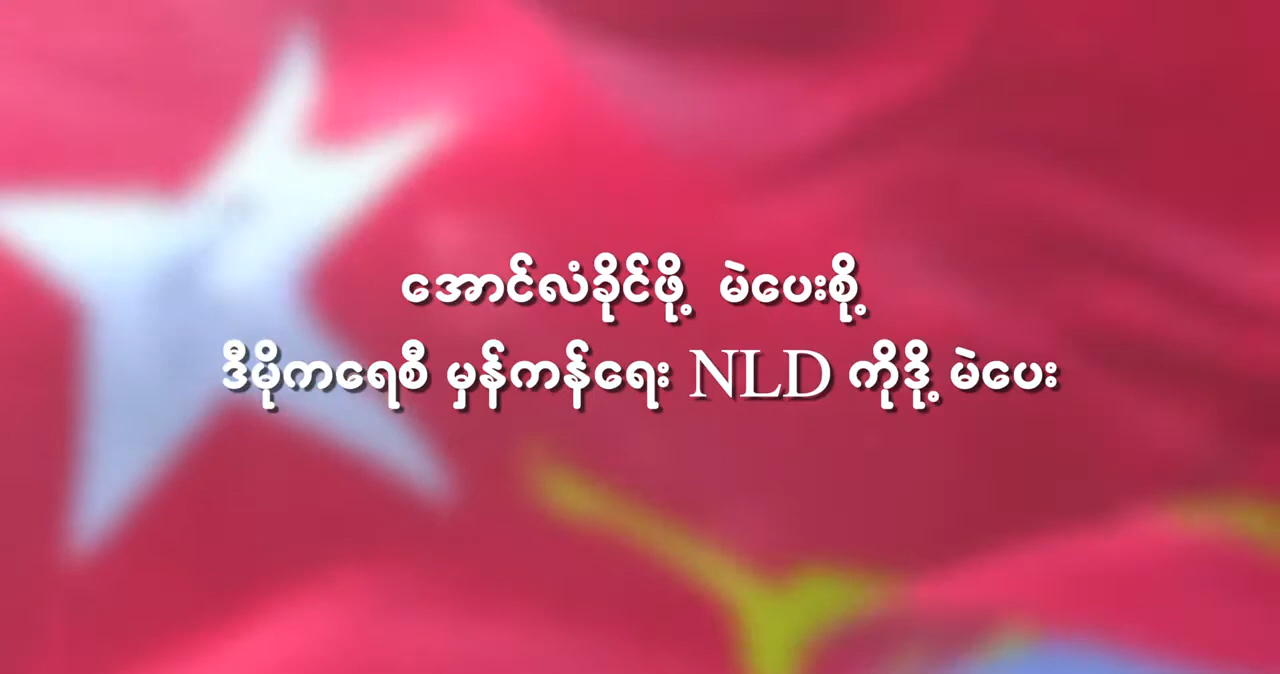 အောင်လံခိုင်ဖို့ မဲပေးစို့
ဒီမိုကရေစီ မှန်ကန်ရေး NLD ကိုဒို့ မဲပေး